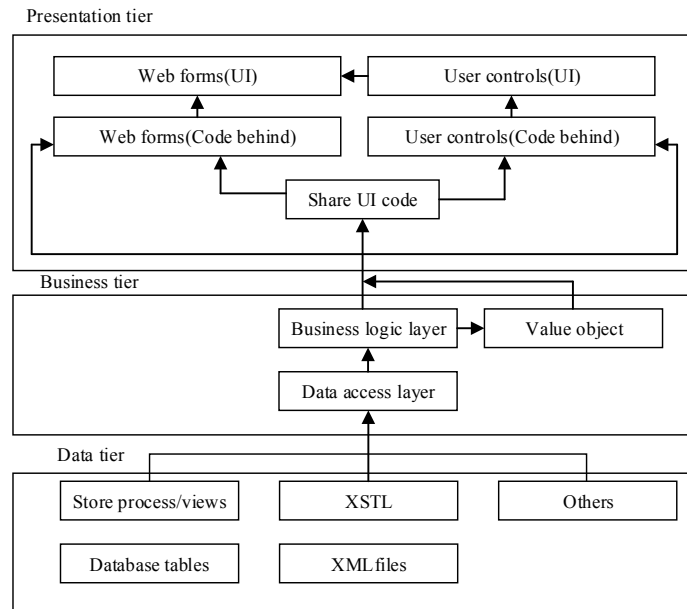 Presentation tier
Web forms(UI)
User controls(UI)
Web forms(Code behind)
User controls(Code behind)
Share UI code
Business tier
Business logic layer
Value object
Data access layer
Data tier
Store process/views
XSTL
Others
Database tables
XMLfiles